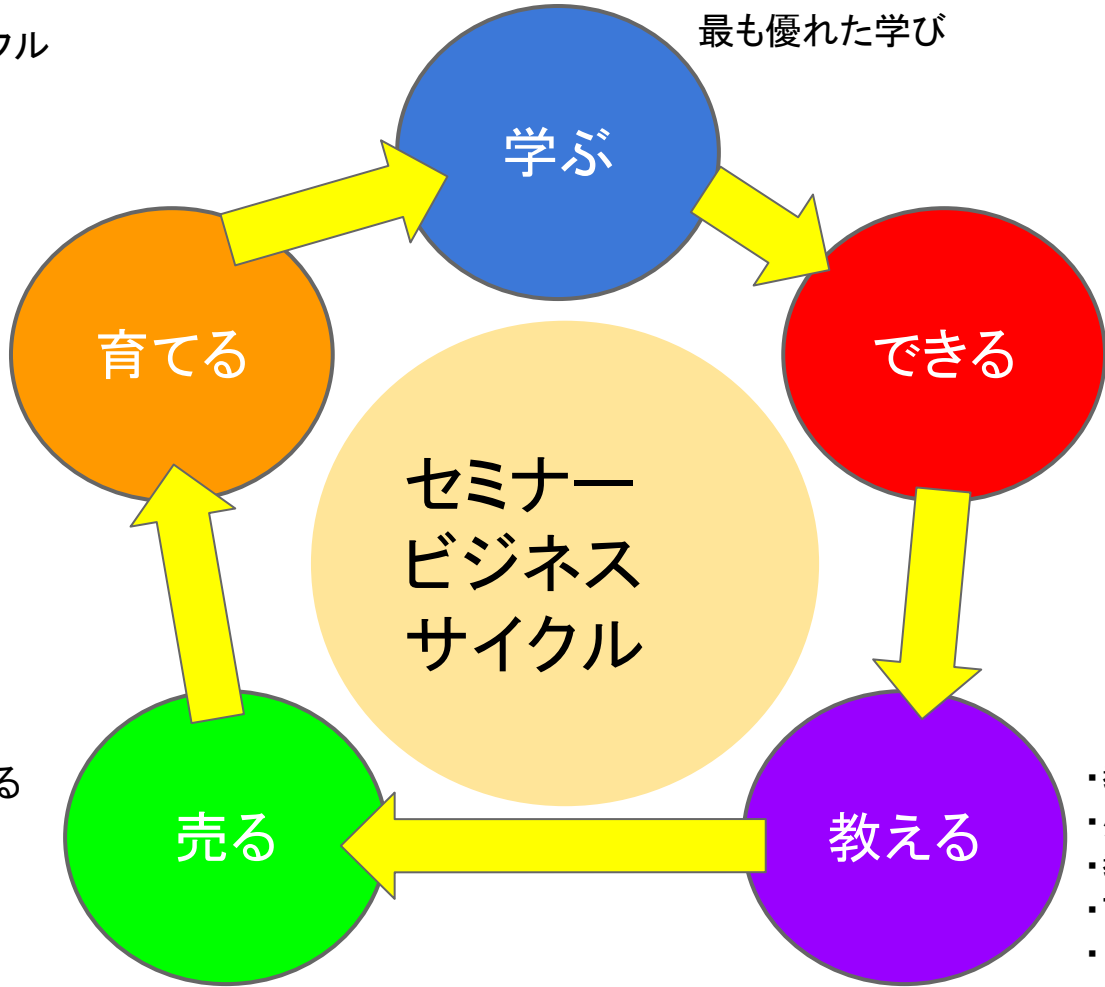 クル
最も優れた学び
学ぶ
育てる
できる
セミナー
ビジネス
サイクル
る
売る
教える